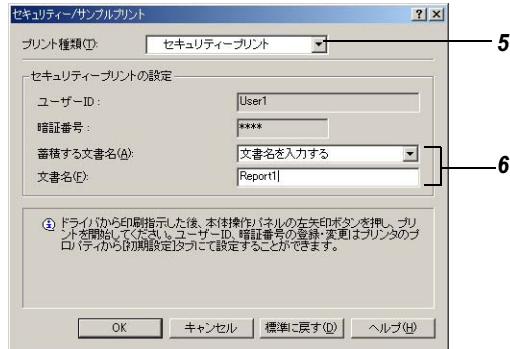 セキュリティー/サンプルプリント
プリント種類(T): セキュリティープリント 5
セキュリティープリントの設定
ユーザーID: User1
暗証番号: ****
蓄積する文書名(A): 文書名を入力する
文書名(F): Report1 6
ドライバから印刷指示した後、本体操作パネルの左矢印ボタンを押し、プリ
ントを開始してください。ユーザーID、暗証番号の登録・変更はプリンタのプ
ロパティから[初期設定]タブにて設定することができます。
OK キャンセル 標準に戻す(D) ヘルプ(H)